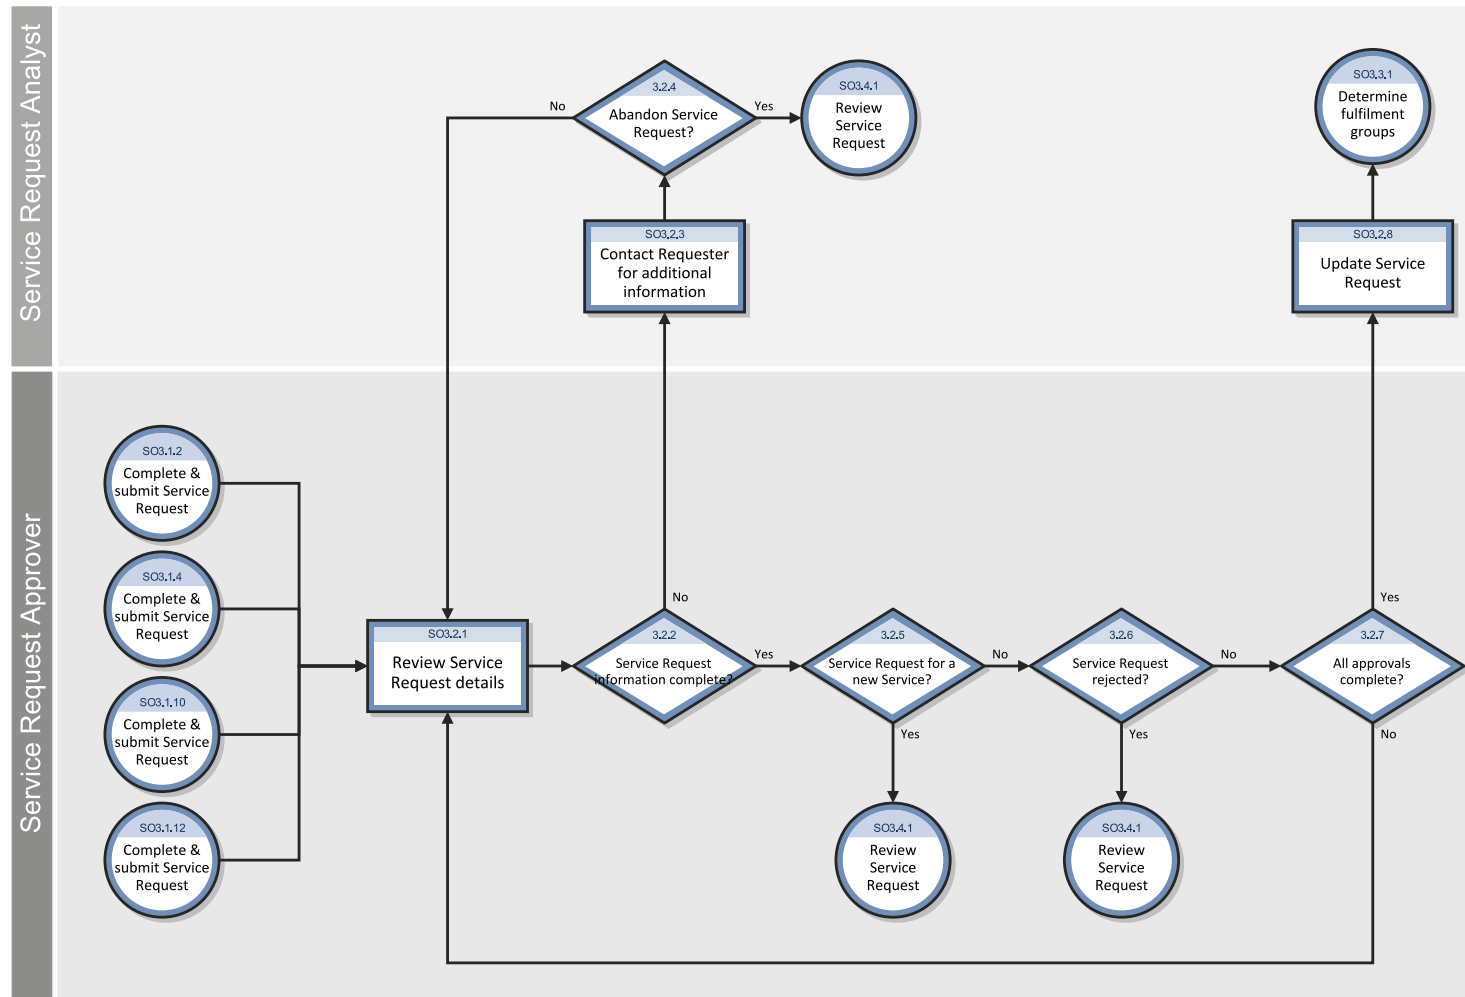 Service Request Analyst
3.2.4
Abandon Service
Request?
No
Yes
SO3.4.1
Review
Service
Request
SO3.3.1
Determine
fulfilment
groups
SO3.2.3
Contact Requester
for additional
information
SO3.2.8
Update Service
Request
Service Request Approver
SO3.1.2
Complete &
submit Service
Request
SO3.1.4
Complete &
submit Service
Request
SO3.1.10
Complete &
submit Service
Request
SO3.1.12
Complete &
submit Service
Request
SO3.2.1
Review Service
Request details
No
3.2.2
Service Request
information complete?
Yes
3.2.5
Service Request for a
new Service?
No
Yes
3.2.6
Service Request
rejected?
No
Yes
Yes
3.2.7
All approvals
complete?
No
SO3.4.1
Review
Service
Request
SO3.4.1
Review
Service
Request